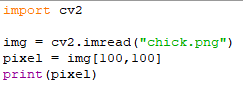 import cv2
img = cv2.imread("chick.png")
pixel = img[100,100]
print(pixel)